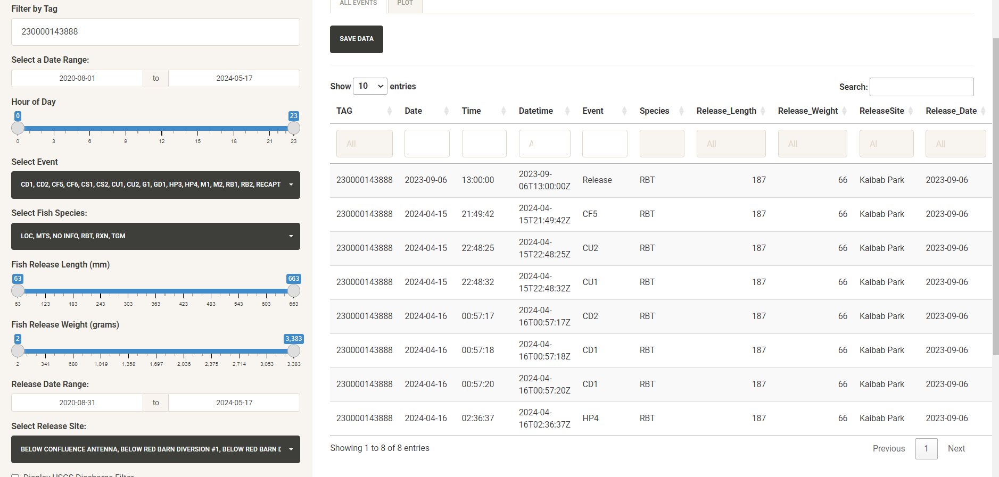 Filter by Tag
230000143888
Select a Date Range:
2020-08-01 to 2024-05-17
Hour of Day
0 23
0 3 6 9 12 15 18 21 23
Select Event
CD1, CD2, CF5, CF6, CS1, CS2, CU1, CU2, G1, GD1, HP3, HP4, M1, M2, RB1, RB2, RECAPT
Select Fish Species:
LOC, MTS, NO INFO, RBT, RXN, TGM
Fish Release Length (mm)
63 663
63 123 183 243 303 363 423 483 543 603 663
Fish Release Weight (grams)
2 3,383
2 341 680 1,019 1,358 1,697 2,036 2,375 2,714 3,053 3,383
Release Date Range:
2020-08-31 to 2024-05-17
Select Release Site:
BELOW CONFLUENCE ANTENNA, BELOW RED BARN DIVERSION #1, BELOW RED BARN D
Display USGS Discharge Filter
ALL EVENTS PLOT
SAVE DATA
Show 10 entries
Search:
TAG Date Time Datetime Event Species Release_Length Release_Weight ReleaseSite Release_Date
All A All All Al All
230000143888 2023-09-06 13:00:00 2023-09-
06T13:00:00Z Release RBT 187 66 Kaibab Park 2023-09-06
230000143888 2024-04-15 21:49:42 2024-04-
15T21:49:42Z CF5 RBT 187 66 Kaibab Park 2023-09-06
230000143888 2024-04-15 22:48:25 2024-04-
15T22:48:25Z CU2 RBT 187 66 Kaibab Park 2023-09-06
230000143888 2024-04-15 22:48:32 2024-04-
15T22:48:32Z CU1 RBT 187 66 Kaibab Park 2023-09-06
230000143888 2024-04-16 00:57:17 2024-04-
16T00:57:17Z CD2 RBT 187 66 Kaibab Park 2023-09-06
230000143888 2024-04-16 00:57:18 2024-04-
16T00:57:18Z CD1 RBT 187 66 Kaibab Park 2023-09-06
230000143888 2024-04-16 00:57:20 2024-04-
16T00:57:20Z CD1 RBT 187 66 Kaibab Park 2023-09-06
230000143888 2024-04-16 02:36:37 2024-04-
16T02:36:37Z HP4 RBT 187 66 Kaibab Park 2023-09-06
Showing 1 to 8 of 8 entries
Previous 1 Next